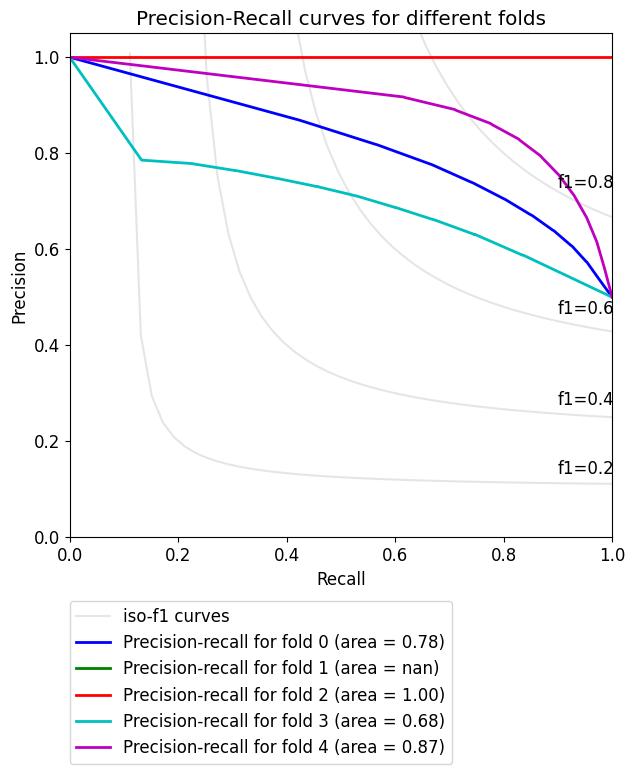 Precision-Recall curves for different folds
1.0
0.8
0.6
0.4
0.2
0.0
Precision
f1=0.8
f1=0.6
f1=0.4
f1=0.2
0.0 0.2 0.4 0.6 0.8 1.0
Recall
iso-f1 curves
Precision-recall for fold 0 (area = 0.78)
Precision-recall for fold 1 (area = nan)
Precision-recall for fold 2 (area = 1.00)
Precision-recall for fold 3 (area = 0.68)
Precision-recall for fold 4 (area = 0.87)